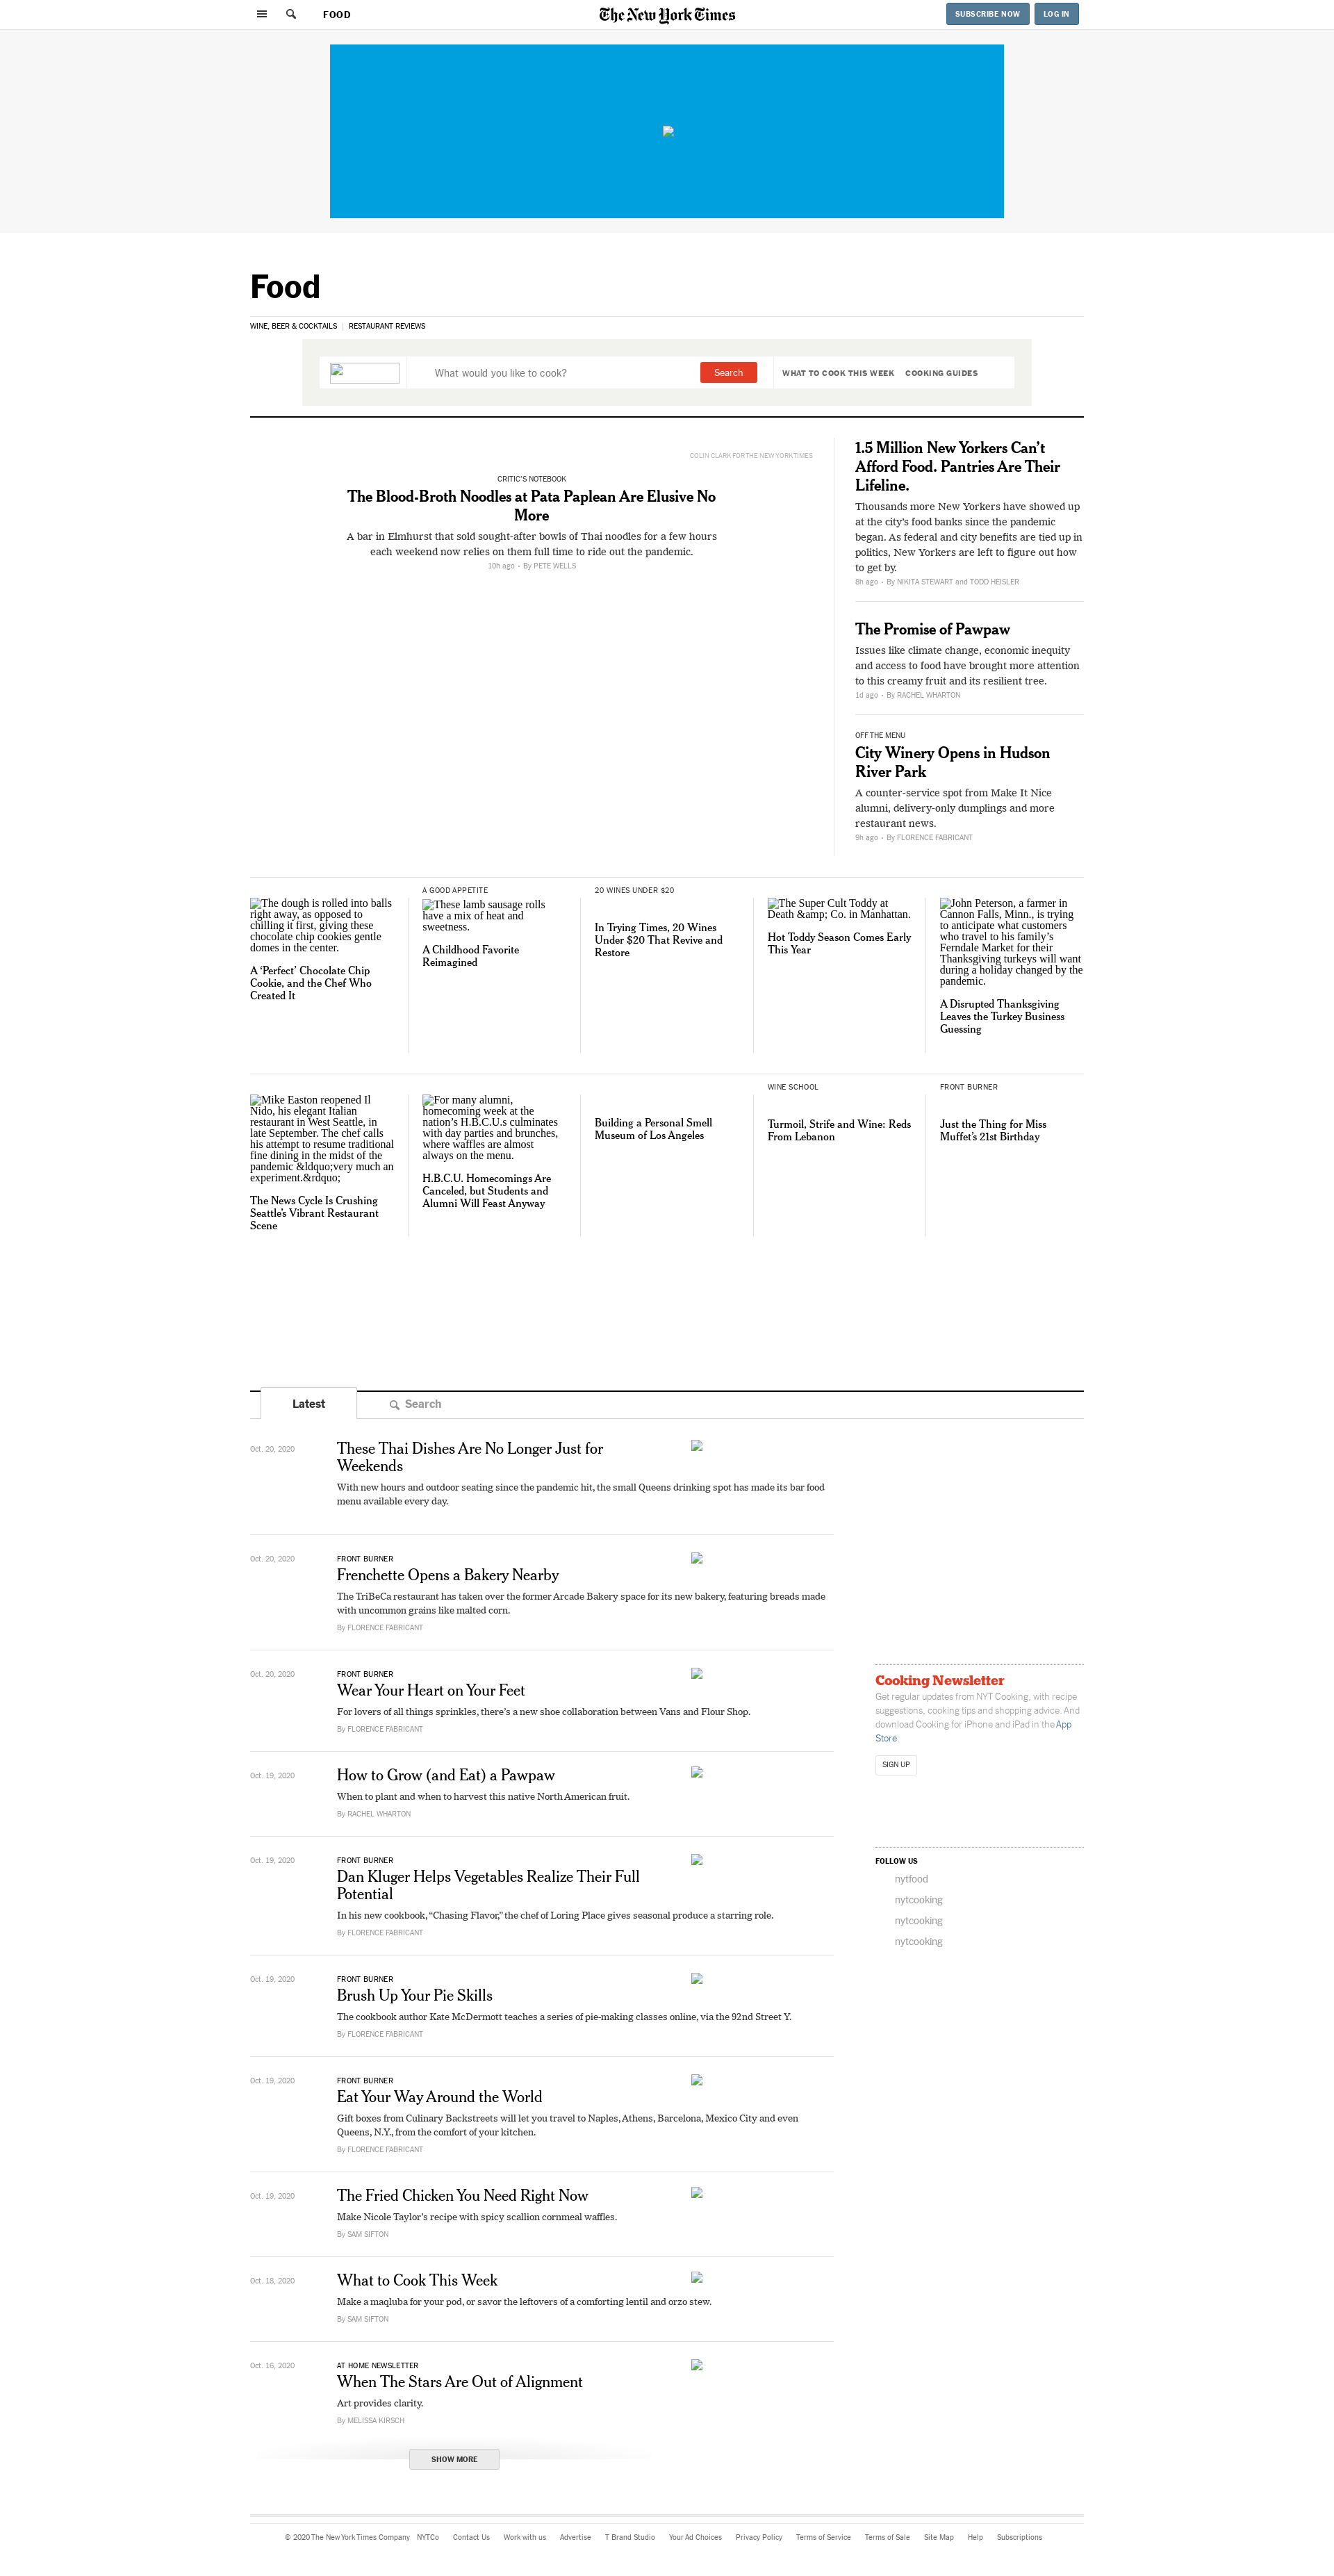 FOOD
The New York Times
SUBSCRIBE NOW
LOG IN
Food
WINE, BEER & COCKTAILS | RESTAURANT REVIEWS
What would you like to cook?
Search
WHAT TO COOK THIS WEEK
COOKING GUIDES
COLIN CLARK FOR THE NEW YORK TIMES
CRITIC'S NOTEBOOK
The Blood-Broth Noodles at Pata Paplean Are Elusive No
More
A bar in Elmhurst that sold sought-after bowls of Thai noodles for a few hours
each weekend now relies on them full time to ride out the pandemic.
10h ago - By PETE WELLS
1.5 Million New Yorkers Can’t
Afford Food. Pantries Are Their
Lifeline.
Thousands more New Yorkers have showed up
at the city’s food banks since the pandemic
began. As federal and city benefits are tied up in
politics, New Yorkers are left to figure out how
to get by.
8h ago - By NIKITA STEWART and TODD HEISLER
The Promise of Pawpaw
Issues like climate change, economic inequity
and access to food have brought more attention
to this creamy fruit and its resilient tree.
1d ago - By RACHEL WHARTON
OFF THE MENU
City Winery Opens in Hudson
River Park
A counter-service spot from Make It Nice
alumni, delivery-only dumplings and more
restaurant news.
9h ago - By FLORENCE FABRICANT
The dough is rolled into balls
right away, as opposed to
chilling it first, giving these
chocolate chip cookies gentle
domes in the center.
A ‘Perfect’ Chocolate Chip
Cookie, and the Chef Who
Created It
A GOOD APPETITE
These lamb sausage rolls
have a mix of heat and
sweetness.
A Childhood Favorite
Reimagined
20 WINES UNDER $20
In Trying Times, 20 Wines
Under $20 That Revive and
Restore
The Super Cult Toddy at
Death &amp; Co. in Manhattan.
Hot Toddy Season Comes Early
This Year
John Peterson, a farmer in
Cannon Falls, Minn., is trying
to anticipate what customers
who travel to his family’s
Ferndale Market for their
Thanksgiving turkeys will want
during a holiday changed by the
pandemic.
A Disrupted Thanksgiving
Leaves the Turkey Business
Guessing
Mike Easton reopened Il
Nido, his elegant Italian
restaurant in West Seattle, in
late September. The chef calls
his attempt to resume traditional
fine dining in the midst of the
pandemic &ldquo;very much an
experiment.&rdquo;
The News Cycle Is Crushing
Seattle’s Vibrant Restaurant
Scene
For many alumni,
homecoming week at the
nation’s H.B.C.U.s culminates
with day parties and brunches,
where waffles are almost
always on the menu.
H.B.C.U. Homecomings Are
Canceled, but Students and
Alumni Will Feast Anyway
Building a Personal Smell
Museum of Los Angeles
WINE SCHOOL
Turmoil, Strife and Wine: Reds
From Lebanon
FRONT BURNER
Just the Thing for Miss
Muffet’s 21st Birthday
Latest
Search
Oct. 20, 2020
These Thai Dishes Are No Longer Just for
Weekends
With new hours and outdoor seating since the pandemic hit, the small Queens drinking spot has made its bar food
menu available every day.
Oct. 20, 2020
FRONT BURNER
Frenchette Opens a Bakery Nearby
The TriBeCa restaurant has taken over the former Arcade Bakery space for its new bakery, featuring breads made
with uncommon grains like malted corn.
By FLORENCE FABRICANT
Oct. 20, 2020
FRONT BURNER
Wear Your Heart on Your Feet
For lovers of all things sprinkles, there’s a new shoe collaboration between Vans and Flour Shop.
By FLORENCE FABRICANT
Oct. 19, 2020
How to Grow (and Eat) a Pawpaw
When to plant and when to harvest this native North American fruit.
By RACHEL WHARTON
Oct. 19, 2020
FRONT BURNER
Dan Kluger Helps Vegetables Realize Their Full
Potential
In his new cookbook, “Chasing Flavor,” the chef of Loring Place gives seasonal produce a starring role.
By FLORENCE FABRICANT
Oct. 19, 2020
FRONT BURNER
Brush Up Your Pie Skills
The cookbook author Kate McDermott teaches a series of pie-making classes online, via the 92nd Street Y.
By FLORENCE FABRICANT
Oct. 19, 2020
FRONT BURNER
Eat Your Way Around the World
Gift boxes from Culinary Backstreets will let you travel to Naples, Athens, Barcelona, Mexico City and even
Queens, N.Y., from the comfort of your kitchen.
By FLORENCE FABRICANT
Oct. 19, 2020
The Fried Chicken You Need Right Now
Make Nicole Taylor’s recipe with spicy scallion cornmeal waffles.
By SAM SIFTON
Oct. 18, 2020
What to Cook This Week
Make a maqluba for your pod, or savor the leftovers of a comforting lentil and orzo stew.
By SAM SIFTON
Oct. 16, 2020
AT HOME NEWSLETTER
When The Stars Are Out of Alignment
Art provides clarity.
By MELISSA KIRSCH
SHOW MORE
Cooking Newsletter
Get regular updates from NYT Cooking, with recipe
suggestions, cooking tips and shopping advice. And
download Cooking for iPhone and iPad in the App
Store.
SIGN UP
FOLLOW US
nytfood
nytcooking
nytcooking
nytcooking
© 2020 The New York Times Company NYTCo Contact Us Work with us Advertise T Brand Studio Your Ad Choices Privacy Policy Terms of Service Terms of Sale Site Map Help Subscriptions